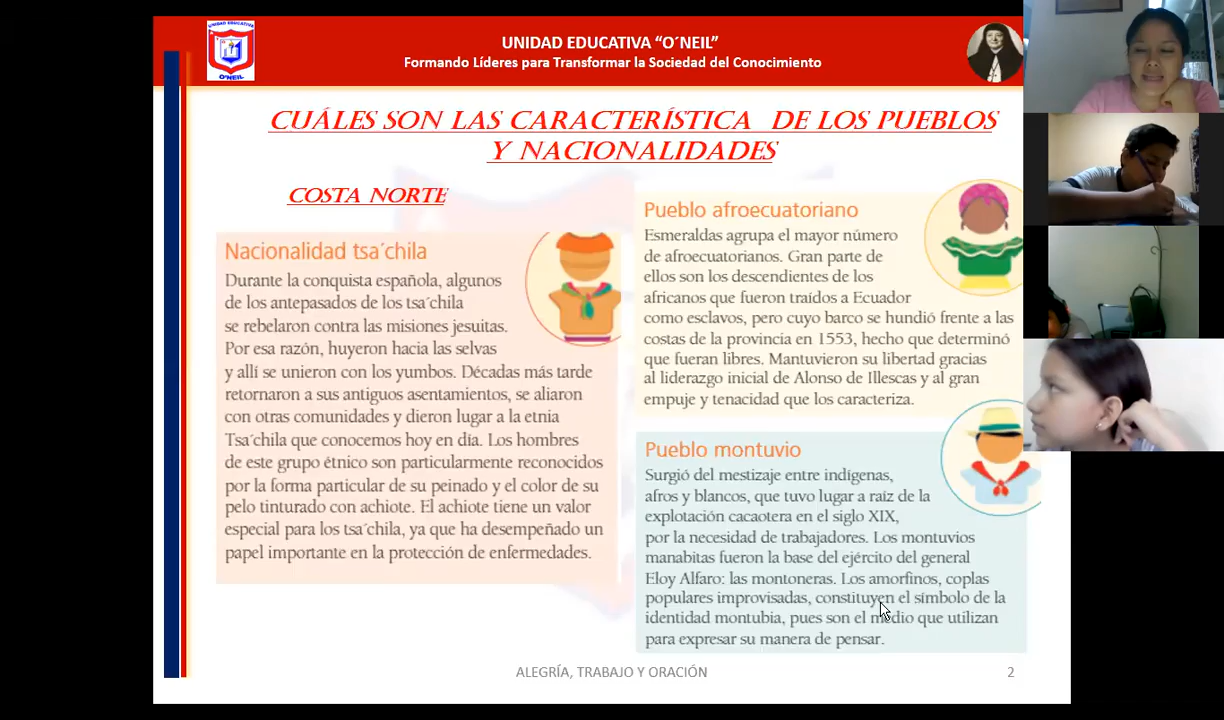 UNIDAD EDUCATIVA
O´NEIL
UNIDAD EDUCATIVA “O´NEIL”
Formando Líderes para Transformar la Sociedad del Conocimiento
CUÁLES SON LAS CARACTERÍSTICA DE LOS PUEBLOS
Y NACIONALIDADES
COSTA NORTE
Nacionalidad tsa´chila
Durante la conquista española, algunos
de los antepasados de los tsa´chila
se rebelaron contra las misiones jesuitas.
Por esa razón, huyeron hacia las selvas
y allí se unieron con los yumbos. Décadas más tarde
retornaron a sus antiguos asentamientos, se aliaron
con otras comunidades y dieron lugar a la etnia
Tsa´chila que conocemos hoy en día. Los hombres
de este grupo étnico son particularmente reconocidos
por la forma particular de su peinado y el color de su
pelo tinturado con achiote. El achiote tiene un valor
especial para los tsa´chila, ya que ha desempeñado un
papel importante en la protección de enfermedades.
Pueblo afroecuatoriano
Esmeraldas agrupa el mayor número
de afroecuatorianos. Gran parte de
ellos son los descendientes de los
africanos que fueron traídos a Ecuador
como esclavos, pero cuyo barco se hundió frente a las
costas de la provincia en 1553, hecho que determinó
que fueran libres. Mantuvieron su libertad gracias
al liderazgo inicial de Alonso de Illescas y al gran
empuje y tenacidad que los caracteriza.
Pueblo montuvio
Surgió del mestizaje entre indígenas,
afros y blancos, que tuvo lugar a raíz de la
explotación cacaotera en el siglo XIX,
por la necesidad de trabajadores. Los montuvios
manabitas fueron la base del ejército del general
Eloy Alfaro: las montoneras. Los amorfinos, coplas
populares improvisadas, constituyen el símbolo de la
identidad montubia, pues son el medio que utilizan
para expresar su manera de pensar.
ALEGRÍA, TRABAJO Y ORACIÓN
2